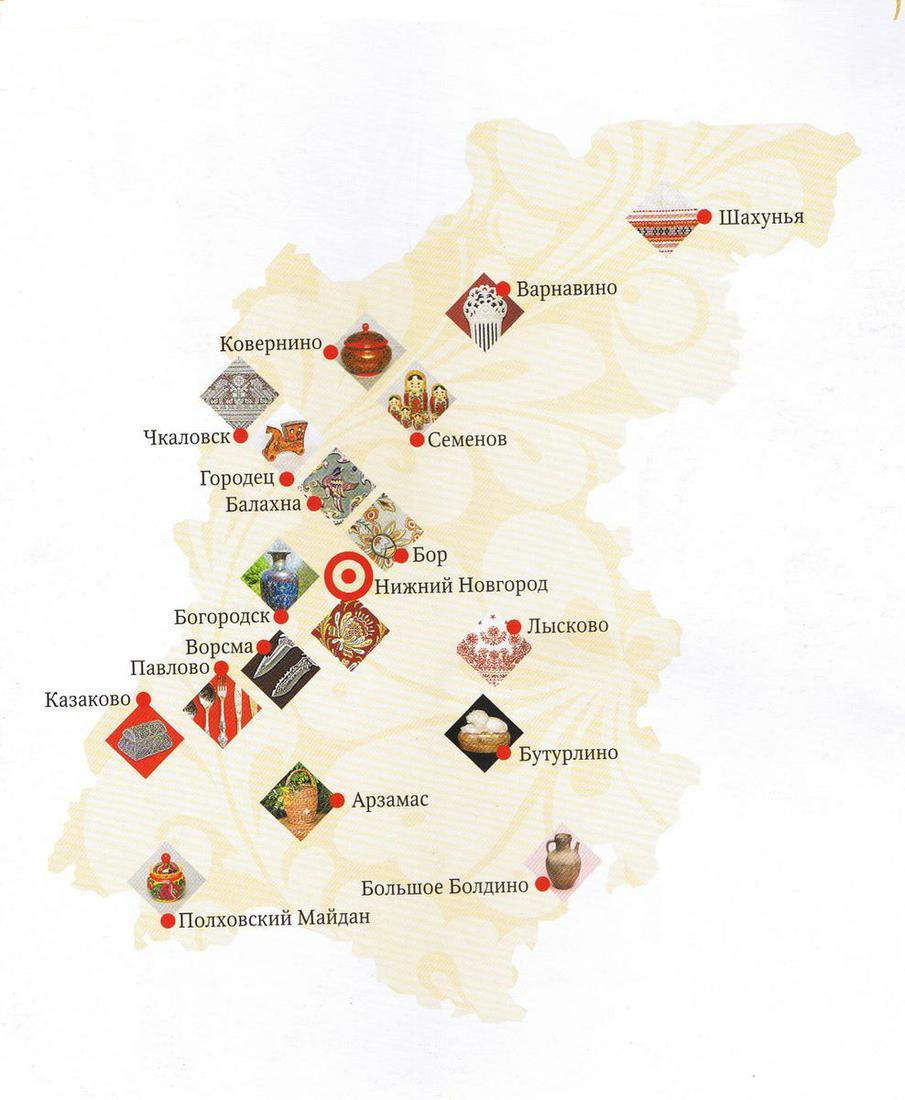 Шахунья
Варнавино
Ковернино
Чкаловск
Семенов
Городец
Балахна
Бор
Нижний Новгород
Богородск
Лысково
Ворсма
Павлово
Казаково
Бутурлино
Арзамас
Большое Болдино
Полховский Майдан